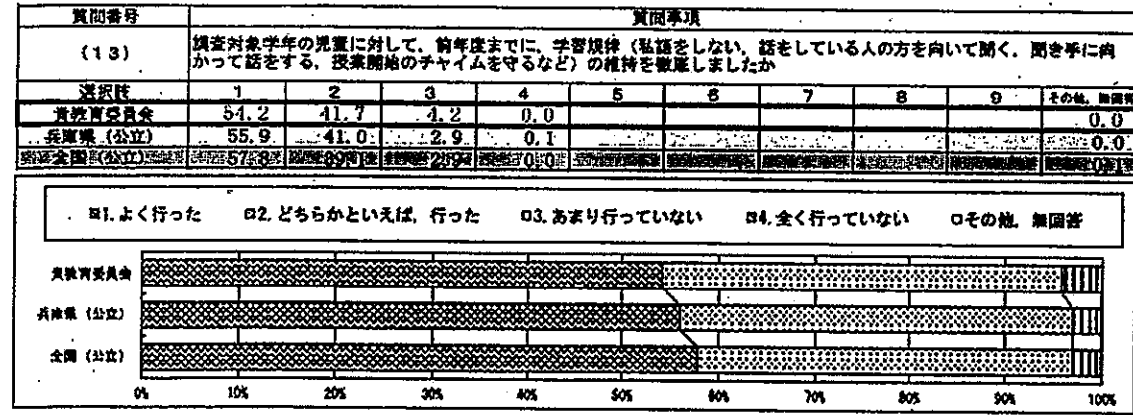 質問番号 質問事項
(13) 調査対象学年の児童に対して、前年度までに、学習規律(私語をしない、話をしている人の方を向いて聞く、聞き手に向
かって話をする、授業開始のチャイムを守るなど)の維持を徹底しましたか
選択肢 1 2 3 4 5 6 7 8 9 その他、無回答
貴教育委員会 54.2 41.7 4.2 0.0 0.0
兵庫県(公立) 55.9 41.0 2.9 0.1 0.0
全国(公立) 57.8 39.1 2.9 0.0 0.1
1.よく行った 2.どちらかといえば、行った 3.あまり行っていない 4.全く行っていない その他、無回答
貴教育委員会
兵庫県(公立)
全国(公立)
0% 10% 20% 30% 40% 50% 60% 70% 80% 90% 100%